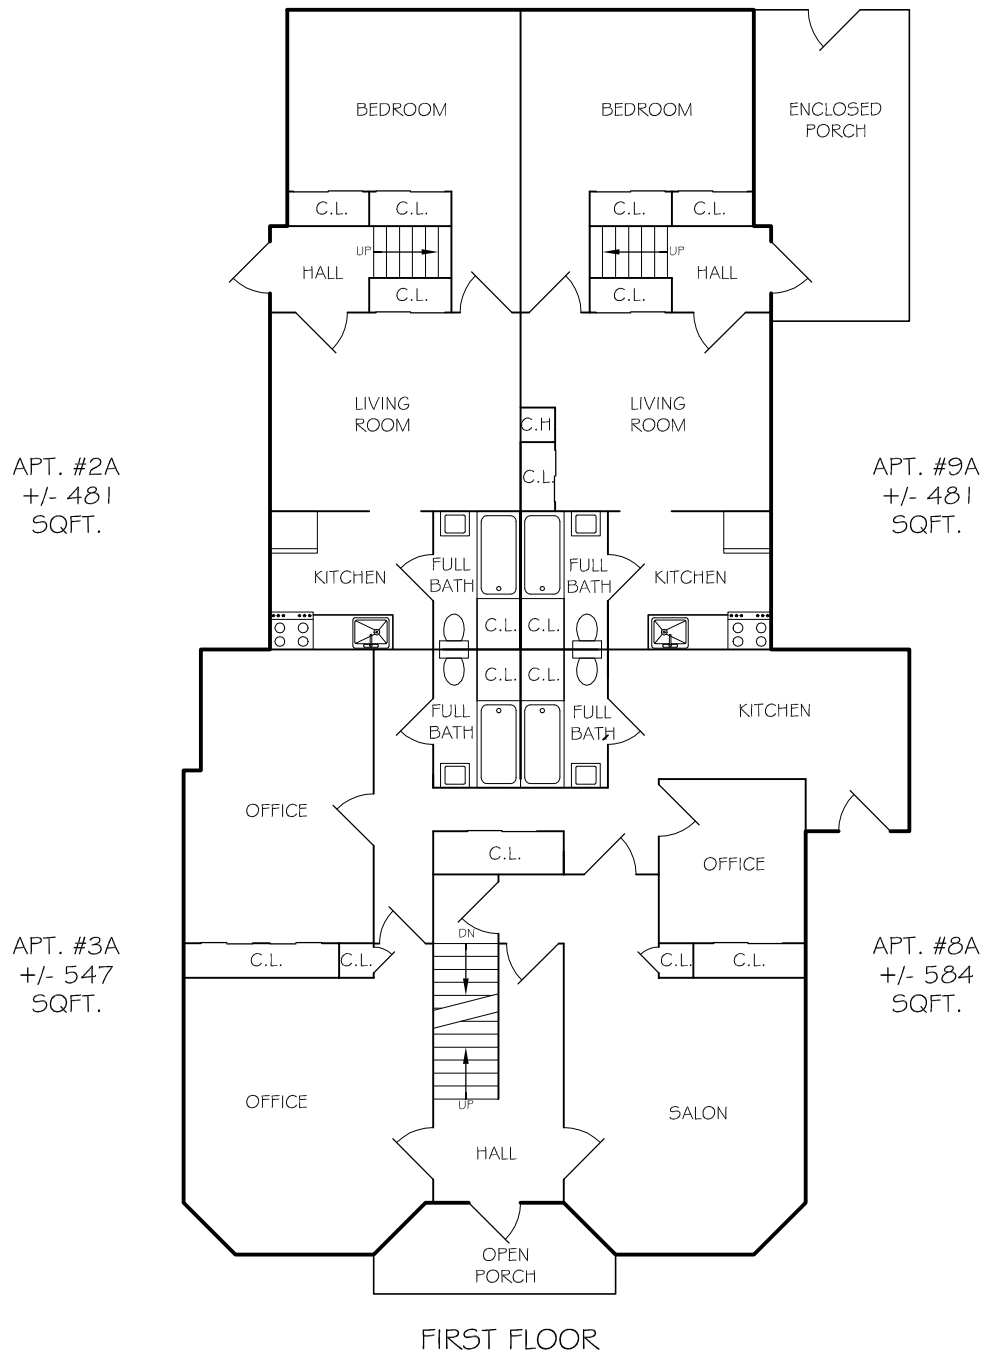 BEDROOM
BEDROOM
ENCLOSED
PORCH
C.L.
C.L.
C.L.
C.L.
UP
UP
HALL
HALL
C.L.
C.L.
LIVING
ROOM
LIVING
ROOM
C.H
C.L.
APT. #2A
+/- 481
SQFT.
APT. #9A
+/- 481
SQFT.
KITCHEN
FULL
BATH
FULL
BATH
KITCHEN
C.L.
C.L.
C.L.
C.L.
FULL
BATH
FULL
BATH
KITCHEN
OFFICE
C.L.
OFFICE
DN
C.L.
C.L.
C.L.
C.L.
APT. #3A
+/- 547
SQFT.
APT. #8A
+/- 584
SQFT.
OFFICE
UP
SALON
HALL
OPEN
PORCH
FIRST FLOOR